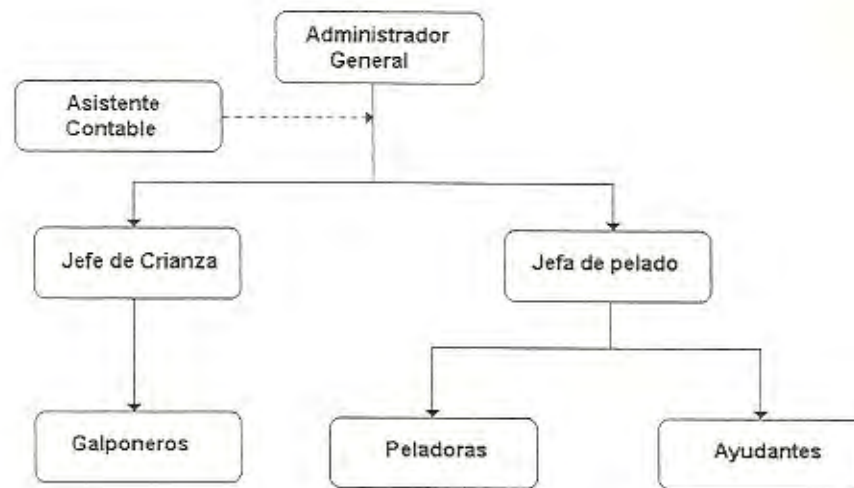 Administrador
General
Asistente
Contable
Jefe de Crianza
Jefa de pelado
Galponeros
Peladoras
Ayudantes